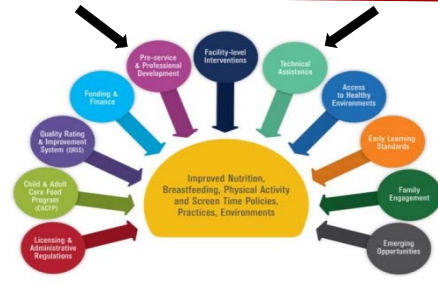 Pre-service
& Professional
Development
Facility-level
Interventions
Technical
Assistance
Funding &
Finance
Access
to Healthy
Environments
Quality Rating
& Improvement
System (QRIS)
Early Learning
Standards
Child & Adult
Care Food
Program
(CACFP)
Family
Engagement
Licensing &
Administrative
Regulations
Emerging
Opportunities
Improved Nutrition,
Breastfeeding, Physical Activity
and Screen Time Policies,
Practices, Environments